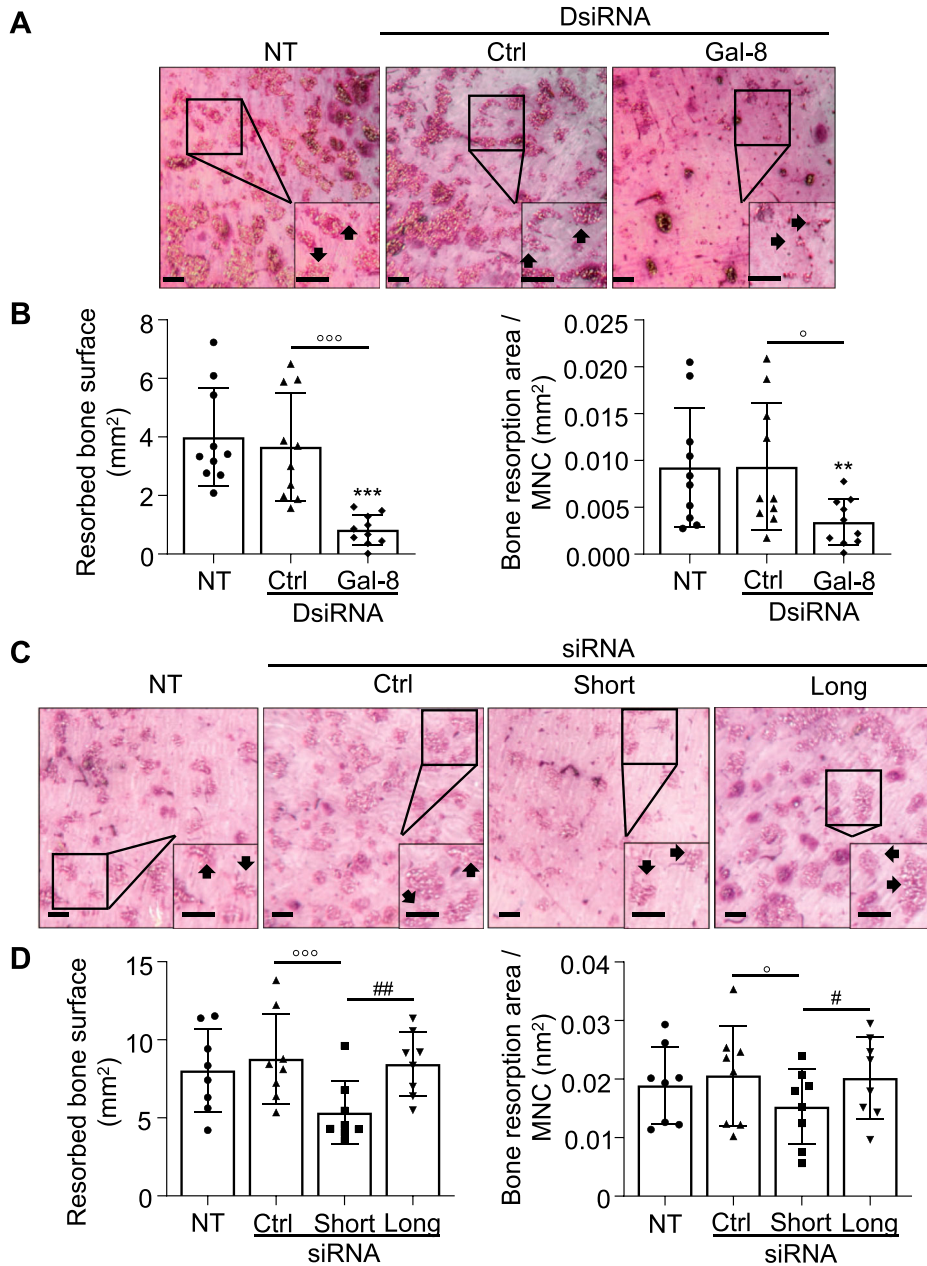 A
DsiRNA
NT Ctrl Gal-8
B
Resorbed bone surface
(mm²)
8
6
4
2
0
°°°
***
NT Ctrl Gal-8
DsiRNA
Bone resorption area /
MNC (mm²)
0.025
0.020
0.015
0.010
0.005
0.000
°
**
NT Ctrl Gal-8
DsiRNA
C
siRNA
NT Ctrl Short Long
D
Resorbed bone surface
(mm²)
15
10
5
0
°°°
##
NT Ctrl Short Long
siRNA
Bone resorption area /
MNC (nm²)
0.04
0.03
0.02
0.01
0
°
#
NT Ctrl Short Long
siRNA